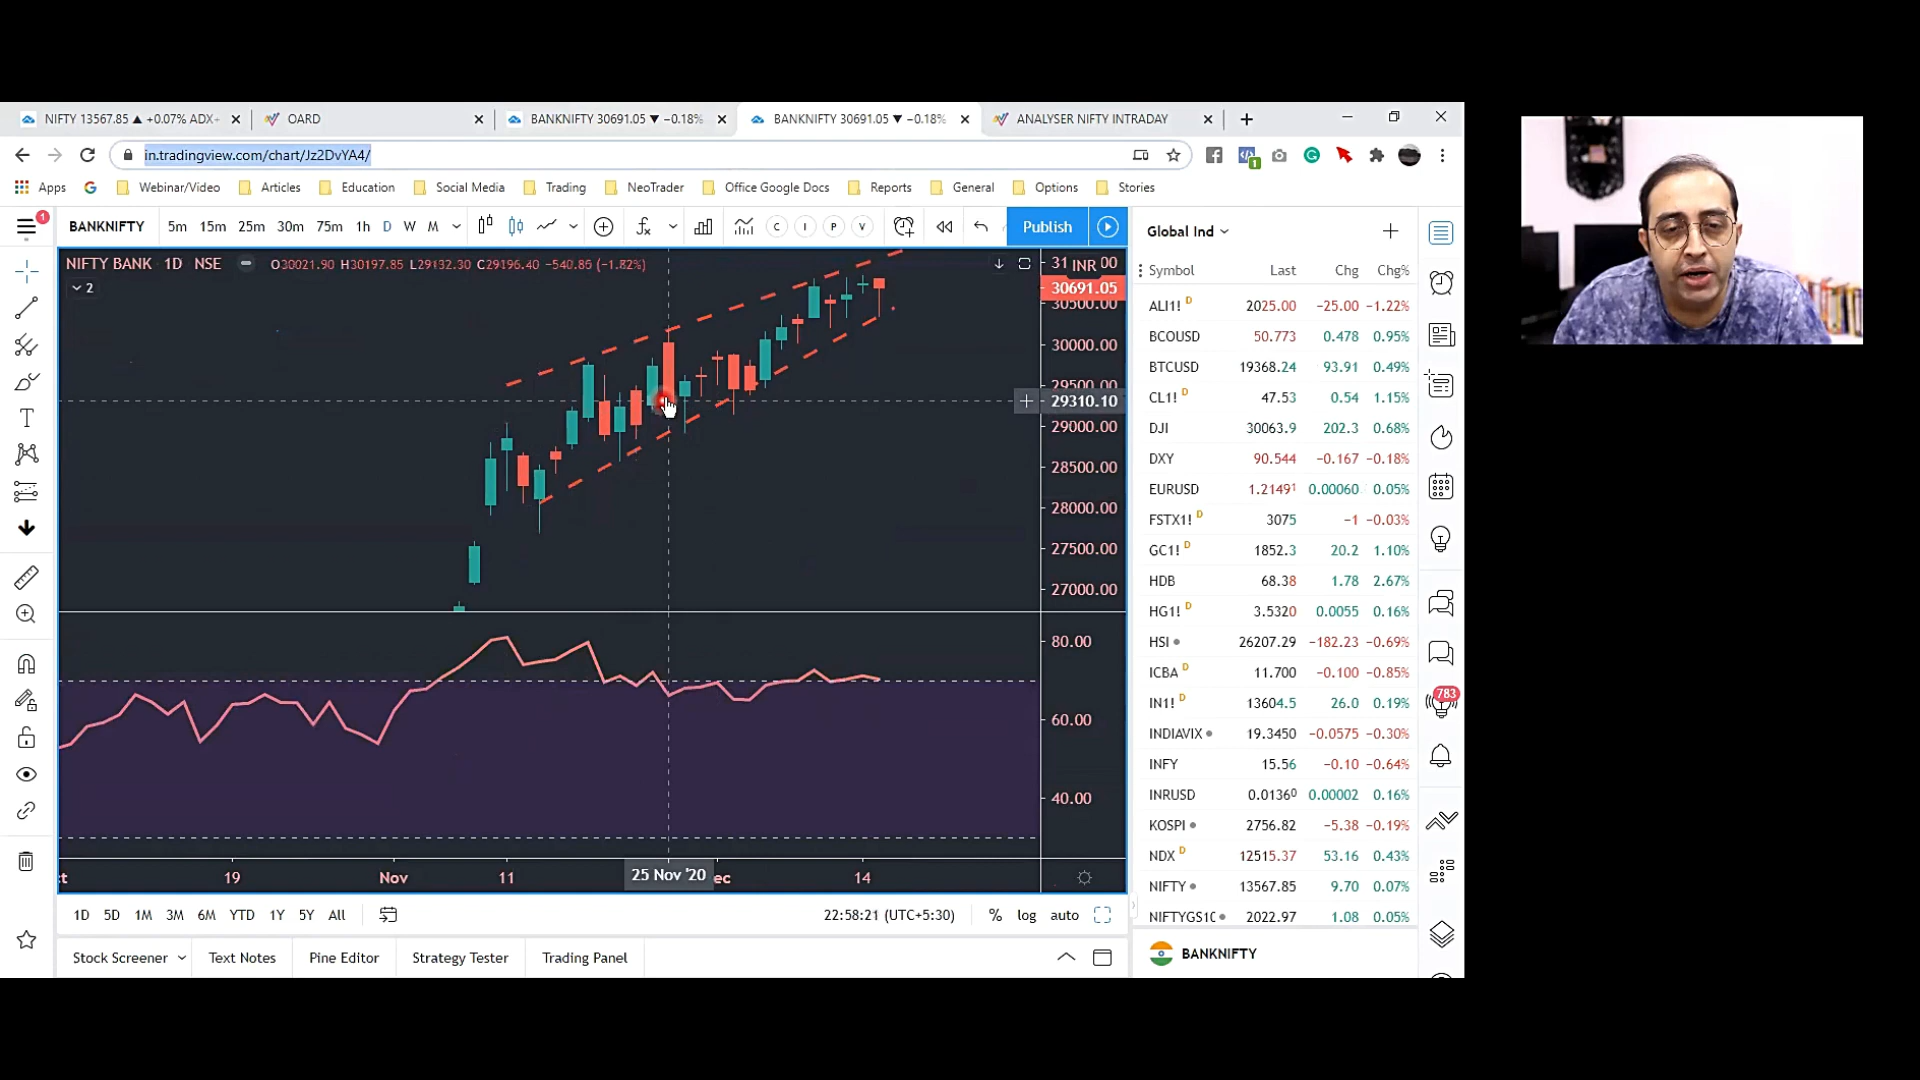 NIFTY 13567.85 ▲ +0.07% ADX-
OARD
BANKNIFTY 30691.05 ▼ −0.18%
BANKNIFTY 30691.05 ▼ −0.18%
ANALYSER NIFTY INTRADAY
in.tradingview.com/chart/Jz2DvYA4/
1
Apps
Webinar/Video
Articles
Education
Social Media
Trading
NeoTrader
Office Google Docs
Reports
General
Options
Stories
1
BANKNIFTY 5m 15m 25m 30m 75m 1h D W M
C I P V
Publish
NIFTY BANK 1D NSE O30021.90 H30197.85 L29132.30 C29196.40 −540.85 (−1.82%)
2
INR
30691.05
30500.00
30000.00
29500.00
29310.10
29000.00
28500.00
28000.00
27500.00
27000.00
80.00
60.00
40.00
19 Nov 11 25 Nov '20 14
1D 5D 1M 3M 6M YTD 1Y 5Y All
22:58:21 (UTC+5:30) % log auto
Stock Screener Text Notes Pine Editor Strategy Tester Trading Panel
Global Ind
Symbol Last Chg Chg%
ALI1! D 2025.00 −25.00 −1.22%
BCOUSD 50.773 0.478 0.95%
BTCUSD 19368.24 93.91 0.49%
CL1! D 47.53 0.54 1.15%
DJI 30063.9 202.3 0.68%
DXY 90.544 −0.167 −0.18%
EURUSD 1.21491 0.00060 0.05%
FSTX1! D 3075 −1 −0.03%
GC1! D 1852.3 20.2 1.10%
HDB 68.38 1.78 2.67%
HG1! D 3.5320 0.0055 0.16%
HSI 26207.29 −182.23 −0.69%
ICBA D 11.700 −0.100 −0.85%
IN1! D 13604.5 26.0 0.19%
INDIAVIX 19.3450 −0.0575 −0.30%
INFY 15.56 −0.10 −0.64%
INRUSD 0.01360 0.00002 0.16%
KOSPI 2756.82 −5.38 −0.19%
NDX D 12515.37 53.16 0.43%
NIFTY 13567.85 9.70 0.07%
NIFTYGS10 2022.97 1.08 0.05%
BANKNIFTY
783